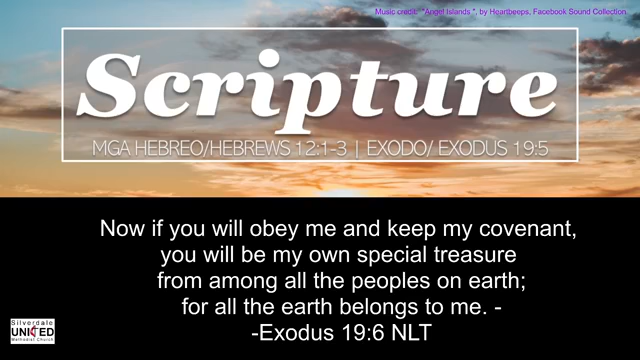 Music credit: "Angel Islands ", by Heartbeeps, Facebook Sound Collection.
Scripture
MGA HEBREO/HEBREWS 12:1-3 | EXODO/ EXODUS 19:5
Now if you will obey me and keep my covenant,
you will be my own special treasure
from among all the peoples on earth;
for all the earth belongs to me. -
-Exodus 19:6 NLT
Silverdale
UNITED
Methodist Church